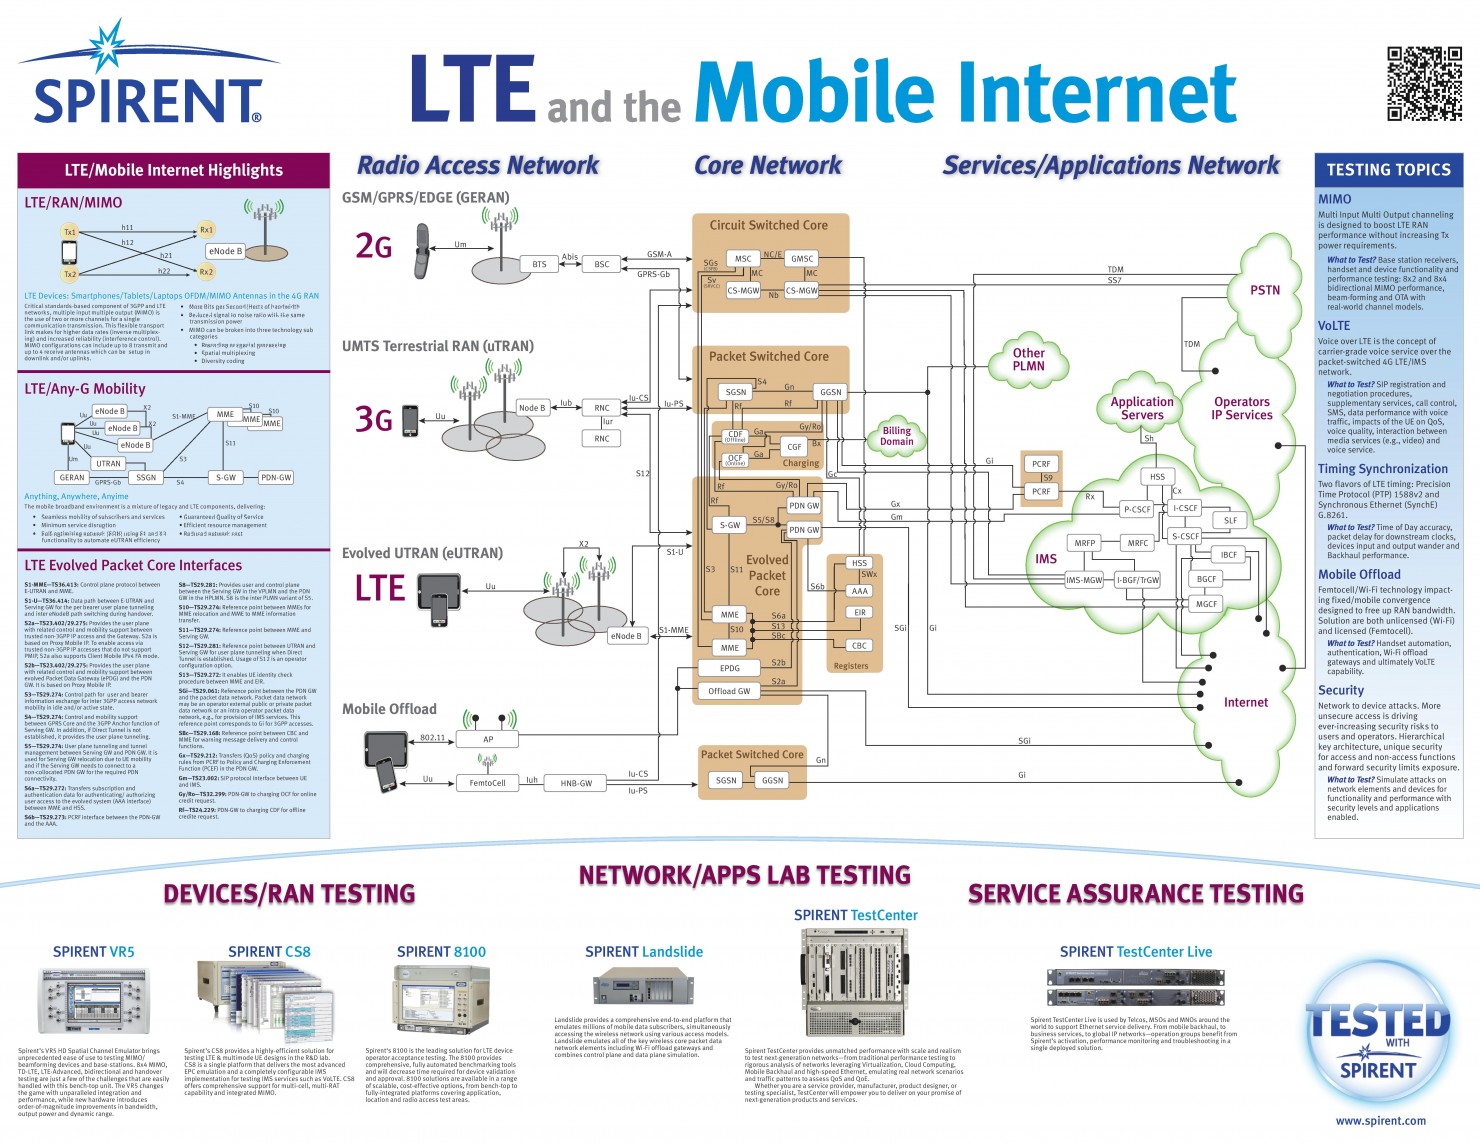 SPIRENT®
LTE and the Mobile Internet
LTE/Mobile Internet Highlights
LTE/RAN/MIMO
Tx1
Tx2
h11
h12
h21
h22
Rx1
Rx2
eNode B
LTE Devices: Smartphones/Tablets/Laptops OFDM/MIMO Antennas in the 4G RAN
Critical standards-based component of 3GPP and LTE
networks, multiple input multiple output (MIMO) is
the use of two or more channels for a single
communication transmission. This flexible transport
link makes for higher data rates (inverse multiplex-
ing) and increased reliability (interference control).
MIMO configurations can include up to 8 transmit and
up to 4 receive antennas which can be setup in
downlink and/or uplinks.
• More Bits per Second/Hertz of bandwidth
• Reduced signal to noise ratio with the same
transmission power
• MIMO can be broken into three technology sub
categories
• Spatial multiplexing
• Diversity coding
LTE/Any-G Mobility
eNode B
eNode B
eNode B
UTRAN
GERAN
SSGN
S-GW
PDN-GW
MME
MME
MME
Uu
Uu
Uu
Uu
Um
X2
X2
S1-MME
S10
S10
S11
S3
S4
GPRS-Gb
Anything, Anywhere, Anyime
The mobile broadband environment is a mixture of legacy and LTE components, delivering:
• Seamless mobility of subscribers and services
• Minimum service disruption
functionality to automate eUTRAN efficiency
• Guaranteed Quality of Service
• Efficient resource management
• Reduced network cost
LTE Evolved Packet Core Interfaces
S1-MME—TS36.413: Control plane protocol between
E-UTRAN and MME.
S1-U—TS36.414: Data path between E-UTRAN and
Serving GW for the per bearer user plane tunneling
and inter eNodeB path switching during handover.
S2a—TS23.402/29.275: Provides the user plane
with related control and mobility support between
trusted non-3GPP IP access and the Gateway. S2a is
based on Proxy Mobile IP. To enable access via
trusted non-3GPP IP accesses that do not support
PMIP, S2a also supports Client Mobile IPv4 FA mode.
S2b—TS23.402/29.275: Provides the user plane
with related control and mobility support between
evolved Packet Data Gateway (ePDG) and the PDN
GW. It is based on Proxy Mobile IP.
S3—TS29.274: Control path for user and bearer
information exchange for inter 3GPP access network
mobility in idle and/or active state.
S4—TS29.274: Control and mobility support
between GPRS Core and the 3GPP Anchor function of
Serving GW. In addition, if Direct Tunnel is not
established, it provides the user plane tunneling.
S5—TS29.274: User plane tunneling and tunnel
management between Serving GW and PDN GW. It is
used for Serving GW relocation due to UE mobility
and if the Serving GW needs to connect to a
non-collocated PDN GW for the required PDN
connectivity.
S6a—TS29.272: Transfers subscription and
authentication data for authenticating/ authorizing
user access to the evolved system (AAA interface)
between MME and HSS.
S6b—TS29.273: PCRF interface between the PDN-GW
and the AAA.
S8—TS29.281: Provides user and control plane
between the Serving GW in the VPLMN and the PDN
GW in the HPLMN. S8 is the inter PLMN variant of S5.
S10—TS29.274: Reference point between MMEs for
MME relocation and MME to MME information
transfer.
S11—TS29.274: Reference point between MME and
Serving GW.
S12—TS29.281: Reference point between UTRAN and
Serving GW for user plane tunneling when Direct
Tunnel is established. Usage of S12 is an operator
configuration option.
S13—TS29.272: It enables UE identity check
procedure between MME and EIR.
SGi—TS29.061: Reference point between the PDN GW
and the packet data network. Packet data network
may be an operator external public or private packet
data network or an intra operator packet data
network, e.g., for provision of IMS services. This
reference point corresponds to Gi for 3GPP accesses.
SBc—TS29.168: Reference point between CBC and
MME for warning message delivery and control
functions.
Gx—TS29.212: Transfers (QoS) policy and charging
rules from PCRF to Policy and Charging Enforcement
Function (PCEF) in the PDN GW.
Gm—TS23.002: SIP protocol interface between UE
and IMS.
Gy/Ro—TS32.299: PDN-GW to charging OCF for online
credit request.
Rf—TS24.229: PDN-GW to charging CDF for offline
credite request.
Radio Access Network
Core Network
Services/Applications Network
GSM/GPRS/EDGE (GERAN)
2G
Um
BTS
Abis
BSC
GSM-A
GPRS-Gb
UMTS Terrestrial RAN (uTRAN)
3G
Uu
Node B
Iub
RNC
Iur
RNC
Iu-CS
Iu-PS
S12
Evolved UTRAN (eUTRAN)
LTE
Uu
X2
eNode B
S1-U
S1-MME
Mobile Offload
802.11
AP
Uu
FemtoCell
Iuh
HNB-GW
Iu-CS
Iu-PS
Circuit Switched Core
SGs
Sv
MSC
NC/E
GMSC
MC
MC
CS-MGW
Nb
CS-MGW
Packet Switched Core
S4
SGSN
Gn
GGSN
Rf
Rf
CDF
(Offline)
Ga
Gy/Ro
CGF
Bx
OCF
(Online)
Ga
Charging
Gc
Rf
Gy/Ro
Rf
PDN GW
S-GW
S5/S8
PDN GW
Evolved
Packet
Core
S3
S11
S6b
MME
S10
MME
S6a
S13
SBc
HSS
SWx
AAA
EIR
CBC
Registers
EPDG
S2b
Offload GW
S2a
Gn
Packet Switched Core
SGSN
GGSN
TDM
SS7
PSTN
TDM
Other
PLMN
Application
Servers
Operators
IP Services
Billing
Domain
Sh
Gi
PCRF
S9
PCRF
Gx
Gm
Rx
HSS
Cx
P-CSCF
I-CSCF
SLF
S-CSCF
MRFP
MRFC
IBCF
IMS
IMS-MGW
I-BGF/TrGW
BGCF
MGCF
SGi
Gi
Internet
SGi
Gi
TESTING TOPICS
MIMO
Multi Input Multi Output channeling
is designed to boost LTE RAN
performance without increasing Tx
power requirements.
What to Test? Base station receivers,
handset and device functionality and
performance testing: 8x2 and 8x4
bidirectional MIMO performance,
beam-forming and OTA with
real-world channel models.
VoLTE
Voice over LTE is the concept of
carrier-grade voice service over the
packet-switched 4G LTE/IMS
network.
What to Test? SIP registration and
negotiation procedures,
supplementary services, call control,
SMS, data performance with voice
traffic, impacts of the UE on QoS,
voice quality, interaction between
media services (e.g., video) and
voice service.
Timing Synchronization
Two flavors of LTE timing: Precision
Time Protocol (PTP) 1588v2 and
Synchronous Ethernet (SynchE)
G.8261.
What to Test? Time of Day accuracy,
packet delay for downstream clocks,
devices input and output wander and
Backhaul performance.
Mobile Offload
Femtocell/Wi-Fi technology impact-
ing fixed/mobile convergence
designed to free up RAN bandwidth.
Solution are both unlicensed (Wi-Fi)
and licensed (Femtocell).
What to Test? Handset automation,
authentication, Wi-Fi offload
gateways and ultimately VoLTE
capability.
Security
Network to device attacks. More
unsecure access is driving
ever-increasing security risks to
users and operators. Hierarchical
key architecture, unique security
for access and non-access functions
and forward security limits exposure.
What to Test? Simulate attacks on
network elements and devices for
functionality and performance with
security levels and applications
enabled.
DEVICES/RAN TESTING
NETWORK/APPS LAB TESTING
SERVICE ASSURANCE TESTING
SPIRENT VR5
Spirent's VR5 HD Spatial Channel Emulator brings
unprecedented ease of use to testing MIMO/
beamforming devices and base-stations. 8x4 MIMO,
TD-LTE, LTE-Advanced, bidirectional and handover
testing are just a few of the challenges that are easily
handled with this bench-top unit. The VR5 changes
the game with unparalleled integration and
performance, while new hardware introduces
order-of-magnitude improvements in bandwidth,
output power and dynamic range.
SPIRENT CS8
Spirent's CS8 provides a highly-efficient solution for
testing LTE & multimode UE designs in the R&D lab.
CS8 is a single platform that delivers the most advanced
EPC emulation and a completely configurable IMS
implementation for testing IMS services such as VoLTE. CS8
offers comprehensive support for multi-cell, multi-RAT
capability and integrated MIMO.
SPIRENT 8100
Spirent's 8100 is the leading solution for LTE device
operator acceptance testing. The 8100 provides
comprehensive, fully automated benchmarking tools
and will decrease time required for device validation
and approval. 8100 solutions are available in a range
of scalable, cost-effective options, from bench-top to
fully-integrated platforms covering application,
location and radio access test areas.
SPIRENT Landslide
Landslide provides a comprehensive end-to-end platform that
emulates millions of mobile data subscribers, simultaneously
accessing the wireless network using various access models.
Landslide emulates all of the key wireless core packet data
network elements including Wi-Fi offload gateways and
combines control plane and data plane simulation.
SPIRENT TestCenter
Spirent TestCenter provides unmatched performance with scale and realism
to test next-generation networks—from traditional performance testing to
rigorous analysis of networks leveraging Virtualization, Cloud Computing,
Mobile Backhaul and high-speed Ethernet, emulating real network scenarios
and traffic patterns to assess QoS and QoE.
Whether you are a service provider, manufacturer, product designer, or
testing specialist, TestCenter will empower you to deliver on your promise of
next-generation products and services.
SPIRENT TestCenter Live
Spirent TestCenter Live is used by Telcos, MSOs and MNOs around the
world to support Ethernet service delivery. From mobile backhaul, to
business services, to global IP networks—operation groups benefit from
Spirent's activation, performance monitoring and troubleshooting in a
single deployed solution.
TESTED
WITH
SPIRENT
www.spirent.com